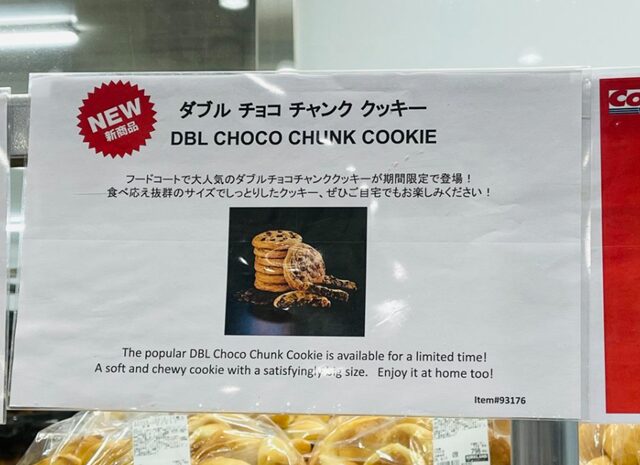 NEW
新商品
ダブル チョコ チャンク クッキー
DBL CHOCO CHUNK COOKIE
フードコートで大人気のダブルチョコチャンククッキーが期間限定で登場！
食べ応え抜群のサイズでしっとりしたクッキー、ぜひご自宅でもお楽しみください！
The popular DBL Choco Chunk Cookie is available for a limited time!
A soft and chewy cookie with a satisfyingly big size. Enjoy it at home too!
Item#93176